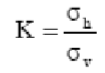 K = σh / σv